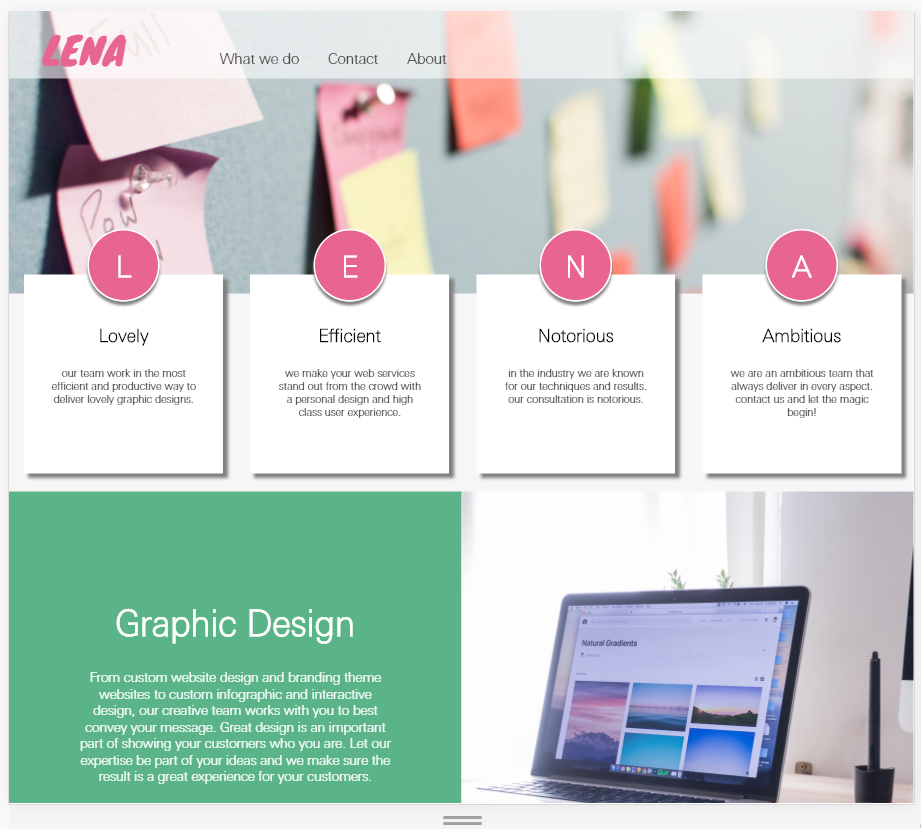 LENA
What we do Contact About
Pow
L
E
N
A
Lovely
our team work in the most
efficient and productive way to
deliver lovely graphic designs.
Efficient
we make your web services
stand out from the crowd with
a personal design and high
class user experience.
Notorious
in the industry we are known
for our techniques and results.
our consultation is notorious.
Ambitious
we are an ambitious team that
always deliver in every aspect.
contact us and let the magic
begin!
Graphic Design
From custom website design and branding theme
websites to custom infographic and interactive
design, our creative team works with you to best
convey your message. Great design is an important
part of showing your customers who you are. Let our
expertise be part of your ideas and we make sure the
result is a great experience for your customers.
Natural Gradients